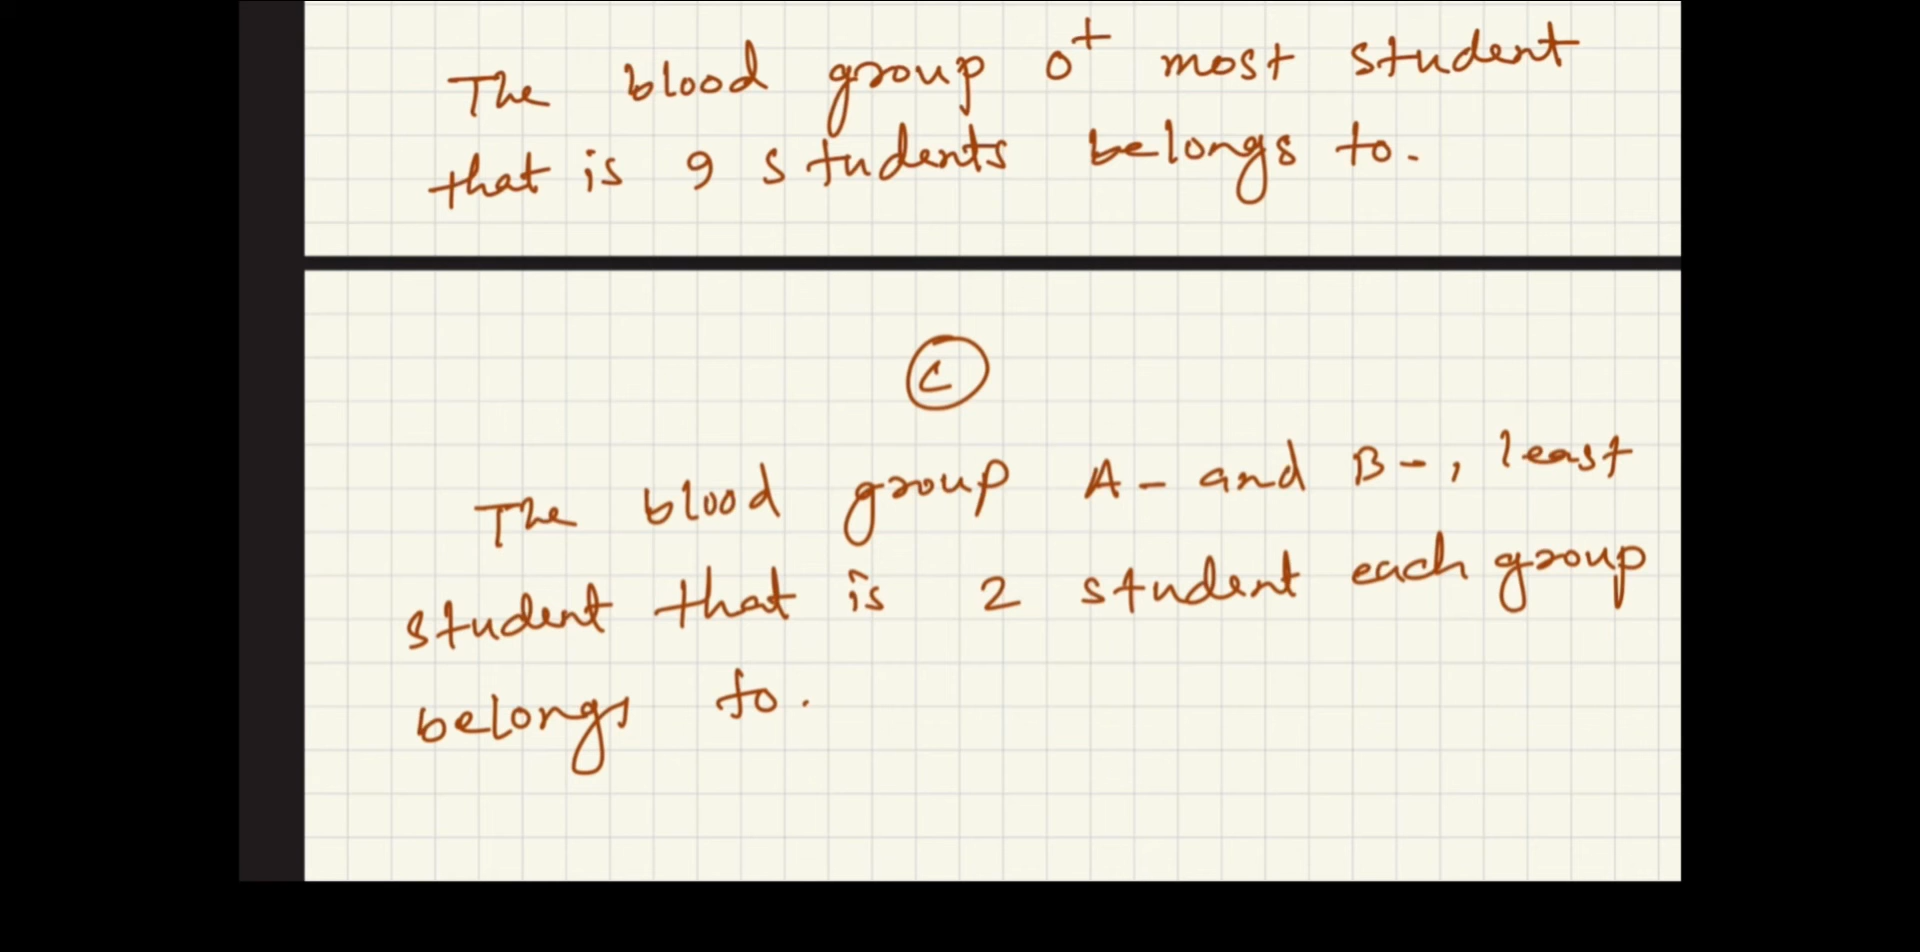 The blood group O⁺ most student
that is 9 students belongs to.
C
The blood group A- and B-, least
student that is 2 student each group
belongs to.